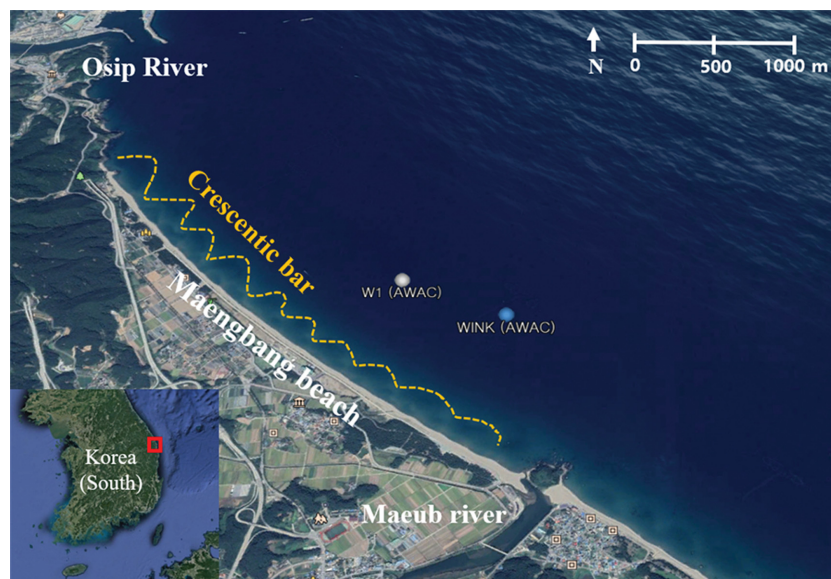 Osip River
N
0 500 1000 m
Crescentic bar
W1 (AWAC)
WINK (AWAC)
Maengbang beach
Korea
(South)
Maeub river